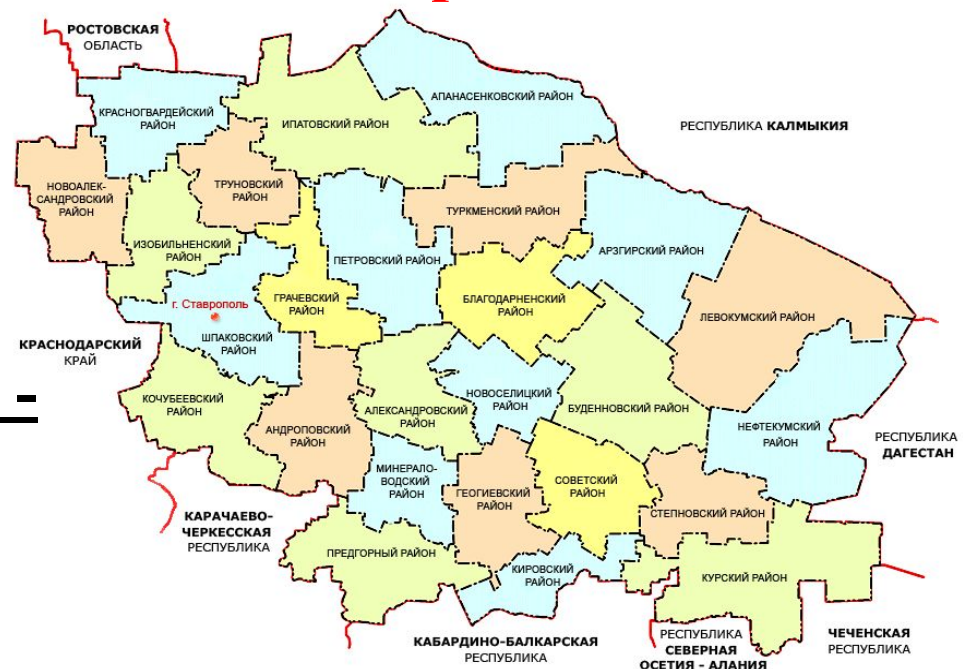 РОСТОВСКАЯ
ОБЛАСТЬ
КРАСНОГВАРДЕЙСКИЙ
РАЙОН
ИПАТОВСКИЙ РАЙОН
АПАНАСЕНКОВСКИЙ РАЙОН
РЕСПУБЛИКА КАЛМЫКИЯ
НОВОАЛЕК-
САНДРОВСКИЙ
РАЙОН
ТРУНОВСКИЙ
РАЙОН
ТУРКМЕНСКИЙ РАЙОН
ИЗОБИЛЬНЕНСКИЙ
РАЙОН
ПЕТРОВСКИЙ РАЙОН
АРЗГИРСКИЙ РАЙОН
г. Ставрополь
ГРАЧЕВСКИЙ
РАЙОН
БЛАГОДАРНЕНСКИЙ
РАЙОН
ЛЕВОКУМСКИЙ РАЙОН
ШПАКОВСКИЙ
РАЙОН
КРАСНОДАРСКИЙ
КРАЙ
КОЧУБЕЕВСКИЙ
РАЙОН
АНДРОПОВСКИЙ
РАЙОН
АЛЕКСАНДРОВСКИЙ
РАЙОН
НОВОСЕЛИЦКИЙ
РАЙОН
БУДЕННОВСКИЙ РАЙОН
НЕФТЕКУМСКИЙ
РАЙОН
РЕСПУБЛИКА
ДАГЕСТАН
МИНЕРАЛО-
ВОДСКИЙ
РАЙОН
ГЕОГИЕВСКИЙ
РАЙОН
СОВЕТСКИЙ
РАЙОН
СТЕПНОВСКИЙ РАЙОН
КАРАЧАЕВО-
ЧЕРКЕССКАЯ
РЕСПУБЛИКА
ПРЕДГОРНЫЙ РАЙОН
КИРОВСКИЙ
РАЙОН
КУРСКИЙ РАЙОН
КАБАРДИНО-БАЛКАРСКАЯ
РЕСПУБЛИКА
РЕСПУБЛИКА
СЕВЕРНАЯ
ОСЕТИЯ - АЛАНИЯ
ЧЕЧЕНСКАЯ
РЕСПУБЛИКА